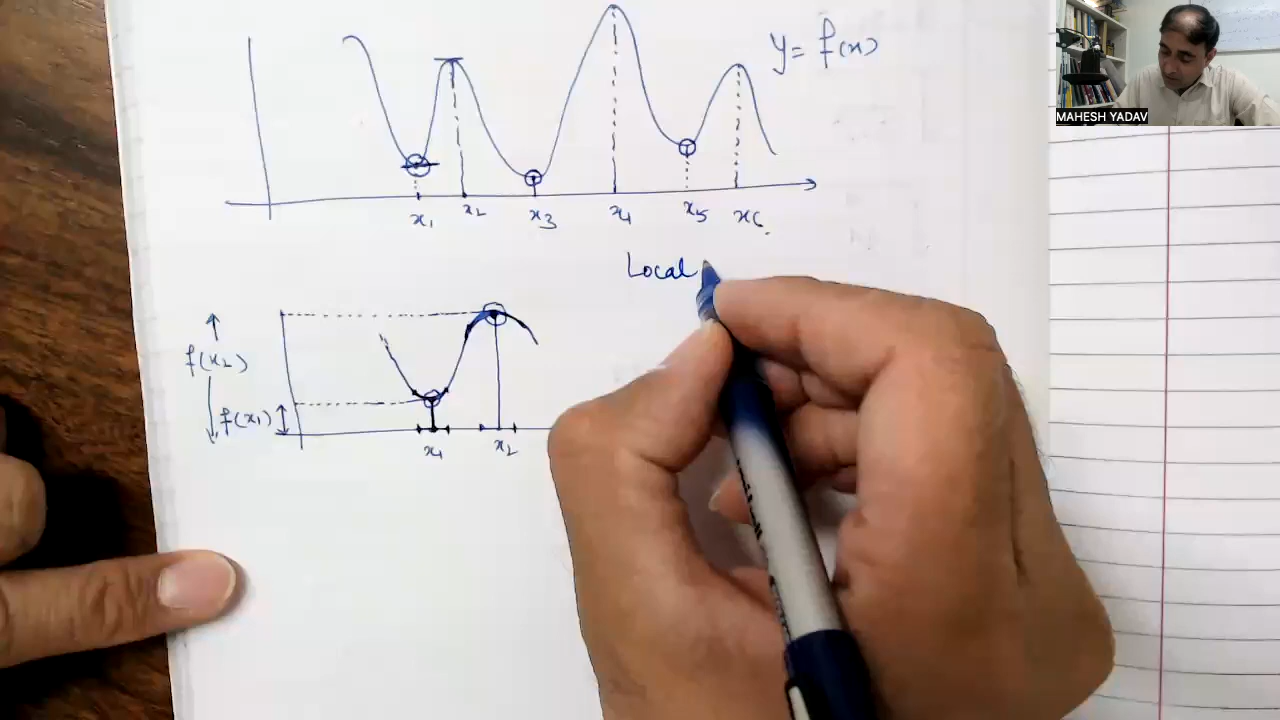 y = f(x)
MAHESH YADAV
x1 x2 x3 x4 x5 x6
Local
f(x2)
f(x1)
x1 x2